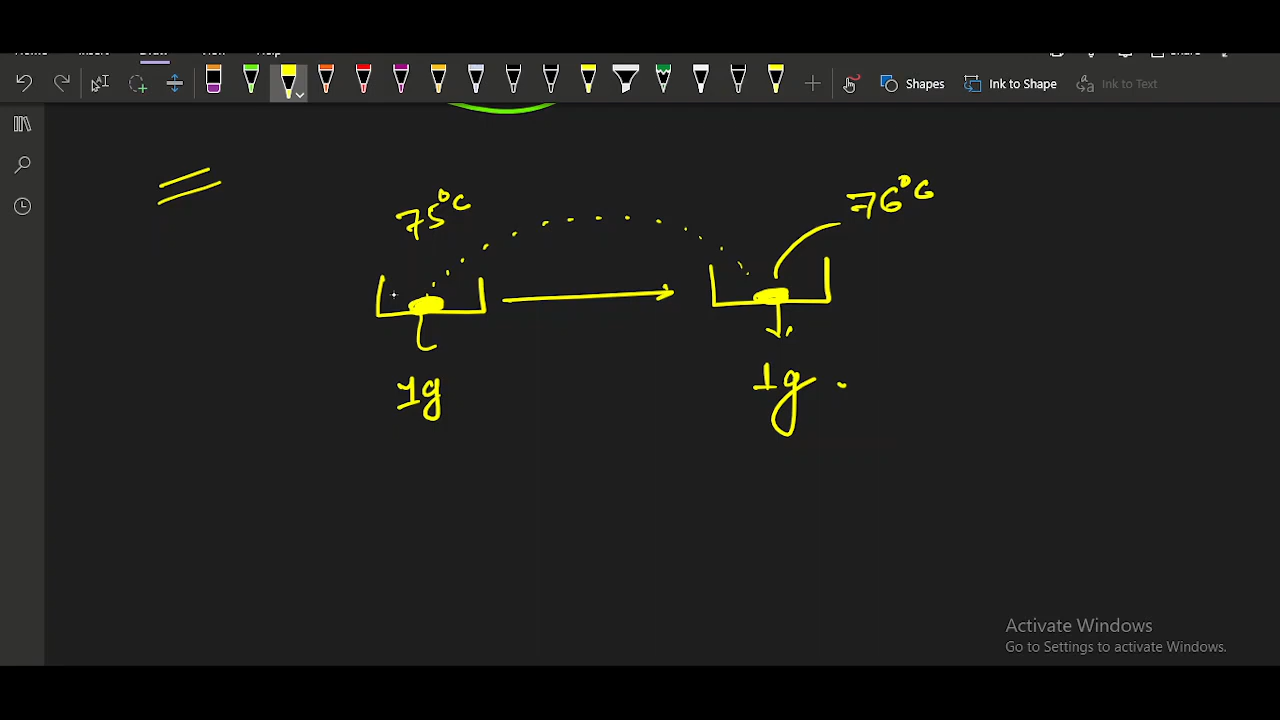 Shapes Ink to Shape Ink to Text
75°C 76°C
1g 1g.
Activate Windows
Go to Settings to activate Windows.